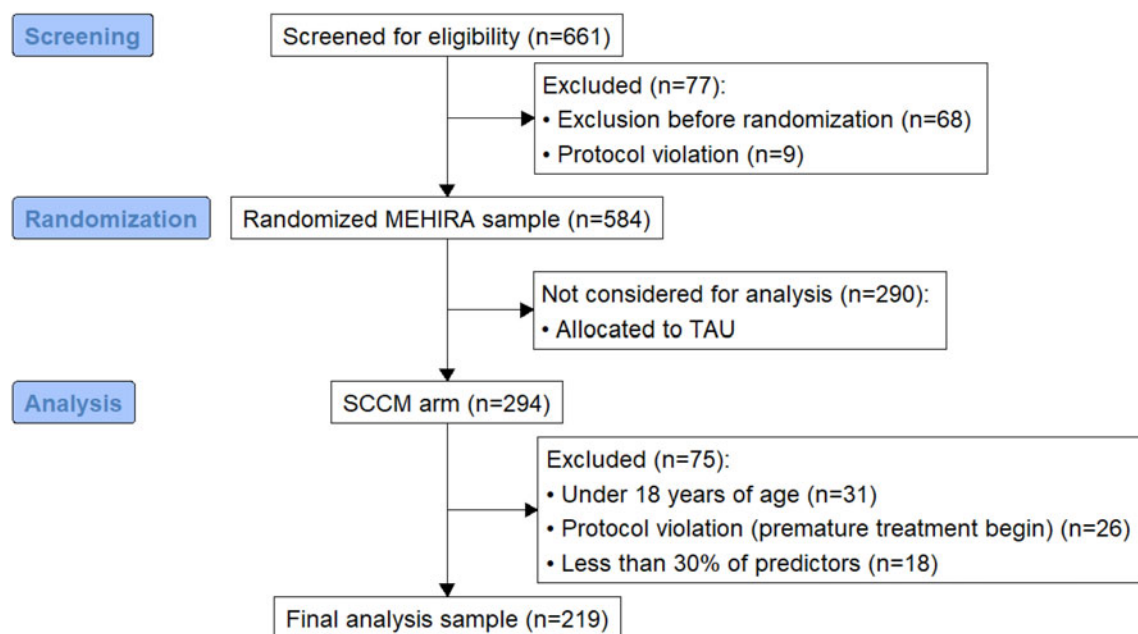 Screening
Screened for eligibility (n=661)
Excluded (n=77):
• Exclusion before randomization (n=68)
• Protocol violation (n=9)
Randomization
Randomized MEHIRA sample (n=584)
Not considered for analysis (n=290):
• Allocated to TAU
Analysis
SCCM arm (n=294)
Excluded (n=75):
• Under 18 years of age (n=31)
• Protocol violation (premature treatment begin) (n=26)
• Less than 30% of predictors (n=18)
Final analysis sample (n=219)